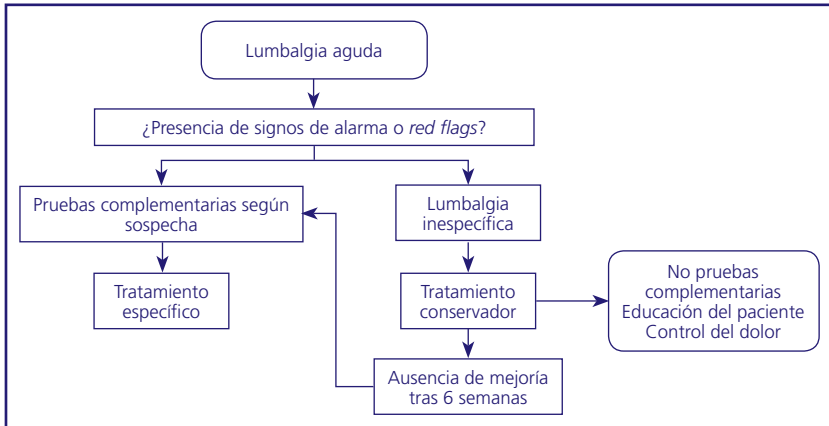 Lumbalgia aguda
¿Presencia de signos de alarma o red flags?
Pruebas complementarias según
sospecha
Lumbalgia
inespecífica
Tratamiento
específico
Tratamiento
conservador
No pruebas
complementarias
Educación del paciente
Control del dolor
Ausencia de mejoría
tras 6 semanas